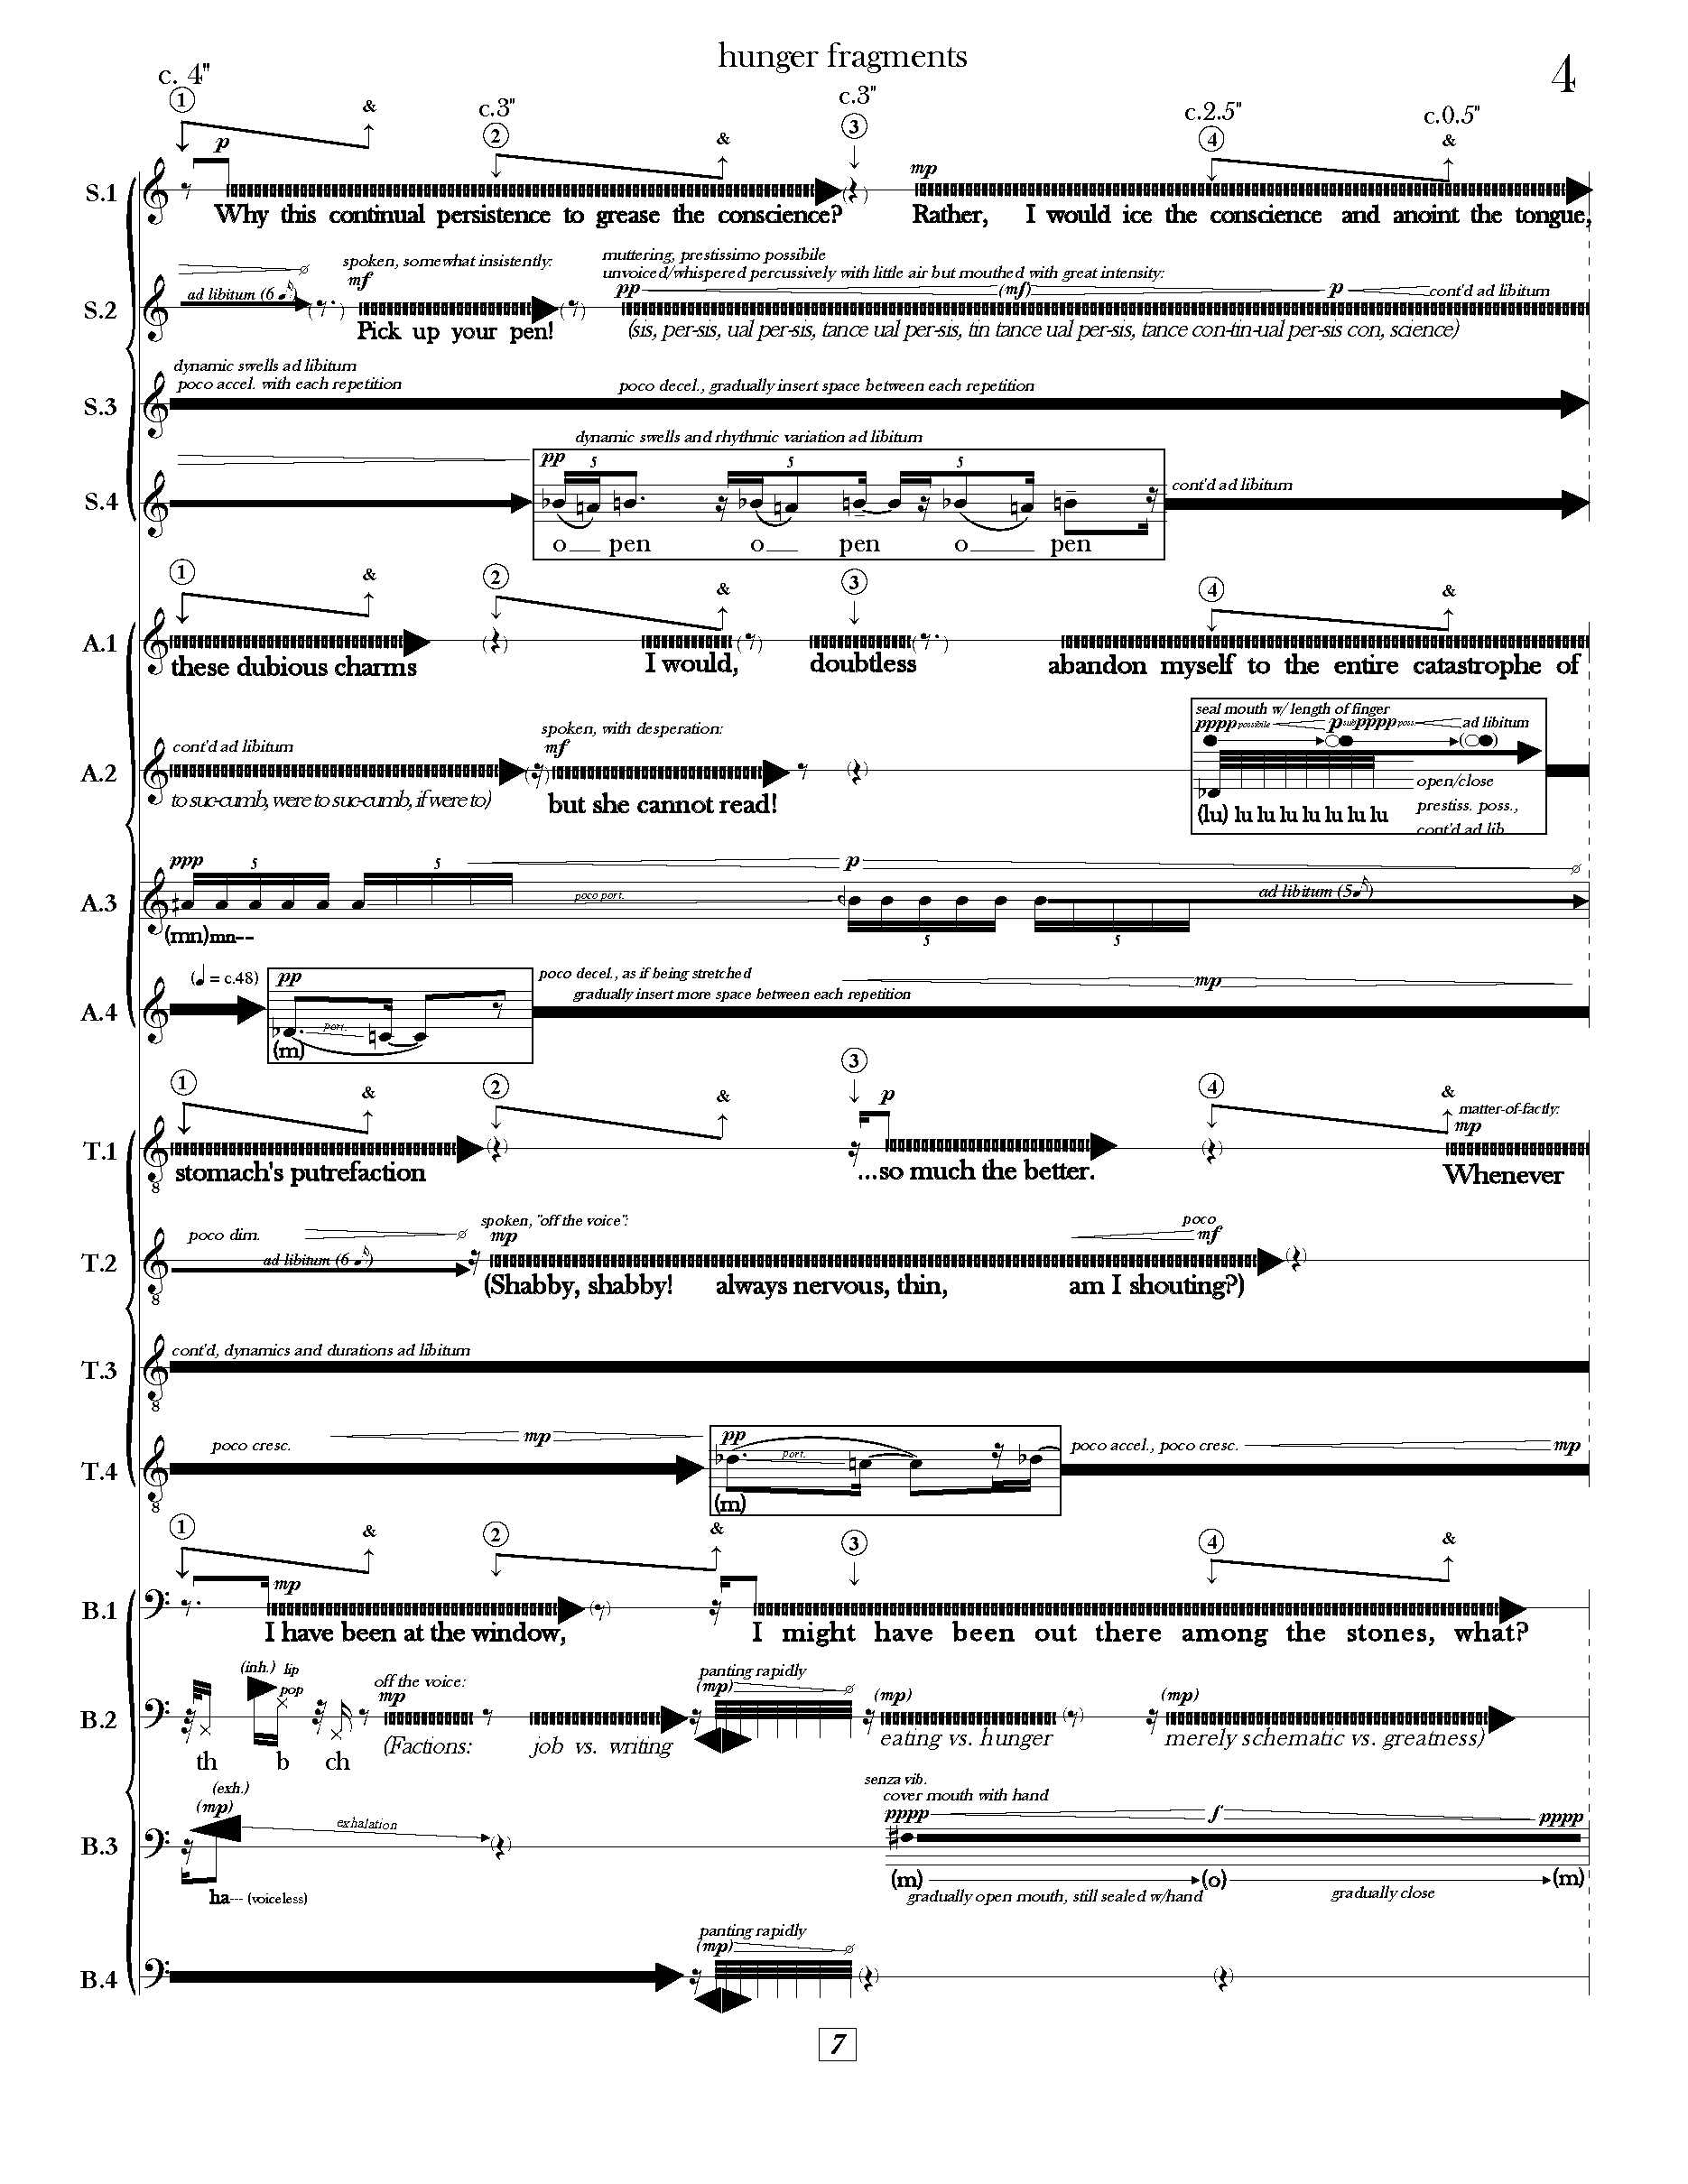 hunger fragments
4
c. 4"
1 &
c.3"
2 &
c.3"
3
c.2.5"
4
c.0.5"
&
p mp
S.1
Why this continual persistence to grease the conscience? Rather, I would ice the conscience and anoint the tongue,
spoken, somewhat insistently:
muttering, prestissimo possibile
unvoiced/whispered percussively with little air but mouthed with great intensity:
mf pp (mf) p cont'd ad libitum
ad libitum (6 )
S.2
Pick up your pen! (sis, per-sis, ual per-sis, tance ual per-sis, tin tance ual per-sis, tance con-tin-ual per-sis con, science)
dynamic swells ad libitum
poco accel. with each repetition
poco decel., gradually insert space between each repetition
S.3
dynamic swells and rhythmic variation ad libitum
pp 5 5 5
cont'd ad libitum
S.4
o pen o pen o pen
1 & 2 & 3 4 &
A.1
these dubious charms I would, doubtless abandon myself to the entire catastrophe of
seal mouth w/ length of finger
pppp possibile p sub pppp poss. ad libitum
cont'd ad libitum
spoken, with desperation:
mf
A.2
to suc-cumb, were to suc-cumb, if were to) but she cannot read!
(lu) lu lu lu lu lu lu lu
open/close
prestiss. poss.,
cont'd ad lib
ppp 5 5 p
poco port.
ad libitum (5 )
A.3
(mn)mn-- 5 5
( = c.48)
pp
poco decel., as if being stretched
gradually insert more space between each repetition
mp
port.
A.4
(m)
1 & 2 & 3 4 &
p
matter-of-factly:
mp
T.1
8
stomach's putrefaction ...so much the better. Whenever
poco dim.
spoken, "off the voice":
mp
poco
mf
ad libitum (6 )
T.2
8
(Shabby, shabby! always nervous, thin, am I shouting?)
cont'd, dynamics and durations ad libitum
T.3
8
poco cresc. mp
pp
port.
poco accel., poco cresc. mp
T.4
8
(m)
1 & 2 & 3 4 &
mp
B.1
I have been at the window, I might have been out there among the stones, what?
(inh.) lip
pop
off the voice:
mp
panting rapidly
(mp)
(mp)
(mp)
B.2
th b ch (Factions: job vs. writing eating vs. hunger merely schematic vs. greatness)
(exh.)
(mp)
exhalation
senza vib.
cover mouth with hand
pppp f pppp
B.3
ha--- (voiceless)
(m) (o) (m)
gradually open mouth, still sealed w/hand gradually close
panting rapidly
(mp)
B.4
7